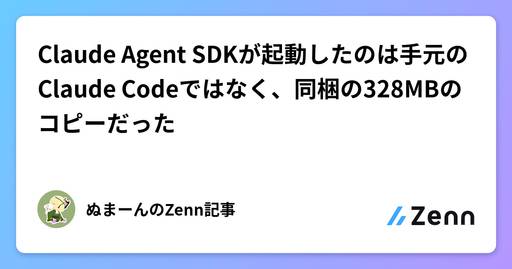 Claude Agent SDKが起動したのは手元の
Claude Codeではなく、同梱の328MBの
コピーだった
ぬまーんのZenn記事
Zenn